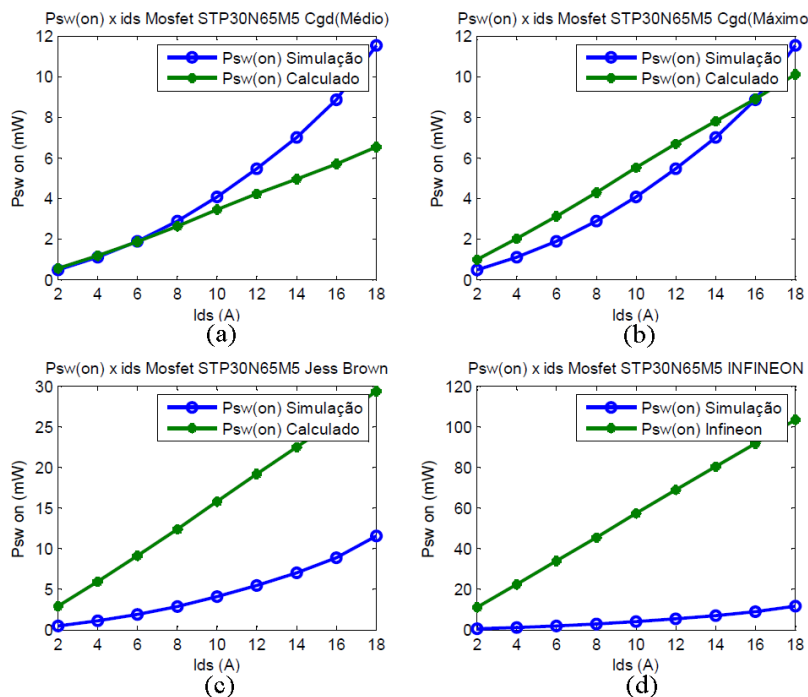 Psw(on) x ids Mosfet STP30N65M5 Cgd(Médio)
Psw(on) Simulação
Psw(on) Calculado
Psw on (mW)
12
10
8
6
4
2
0
2 4 6 8 10 12 14 16 18
Ids (A)
(a)
Psw(on) x ids Mosfet STP30N65M5 Cgd(Máximo
Psw(on) Simulação
Psw(on) Calculado
Psw on (mW)
12
10
8
6
4
2
0
2 4 6 8 10 12 14 16 18
Ids (A)
(b)
Psw(on) x ids Mosfet STP30N65M5 Jess Brown
Psw(on) Simulação
Psw(on) Calculado
Psw on (mW)
30
25
20
15
10
5
0
2 4 6 8 10 12 14 16 18
Ids (A)
(c)
Psw(on) x ids Mosfet STP30N65M5 INFINEON
Psw(on) Simulação
Psw(on) Infineon
Psw on (mW)
120
100
80
60
40
20
0
2 4 6 8 10 12 14 16 18
Ids (A)
(d)